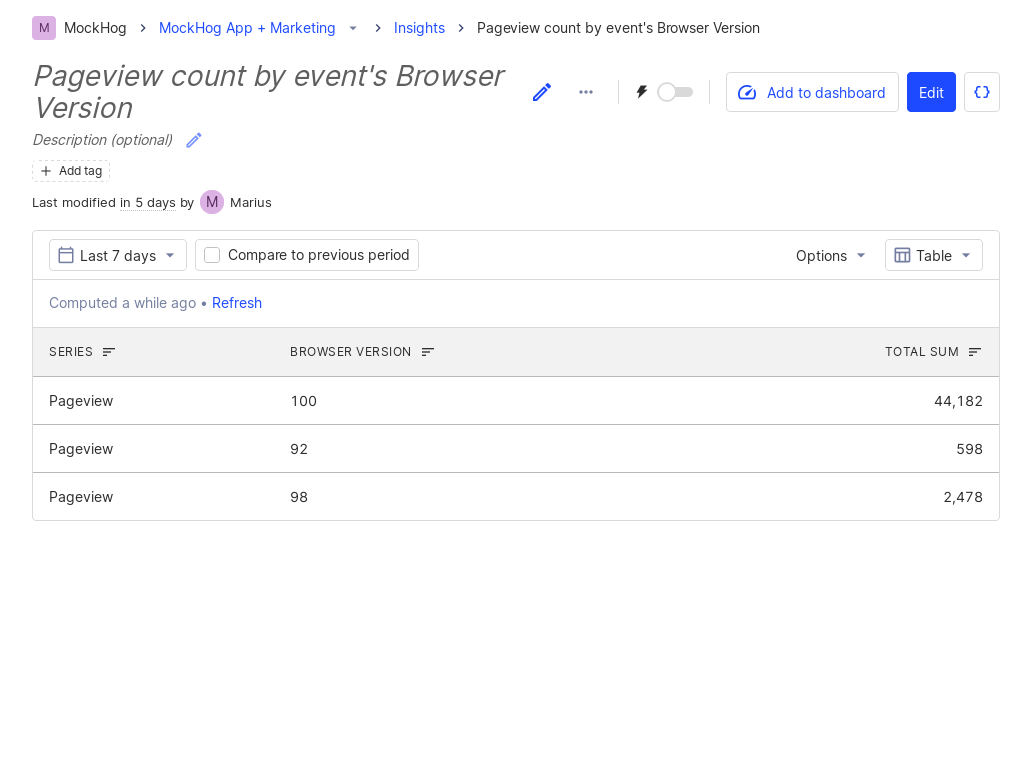 M MockHog MockHog App + Marketing Insights Pageview count by event's Browser Version
Pageview count by event's Browser
Version
Add to dashboard Edit
Description (optional)
Add tag
Last modified in 5 days by M Marius
Last 7 days Compare to previous period Options Table
Computed a while ago • Refresh
SERIES BROWSER VERSION TOTAL SUM
Pageview 100 44,182
Pageview 92 598
Pageview 98 2,478